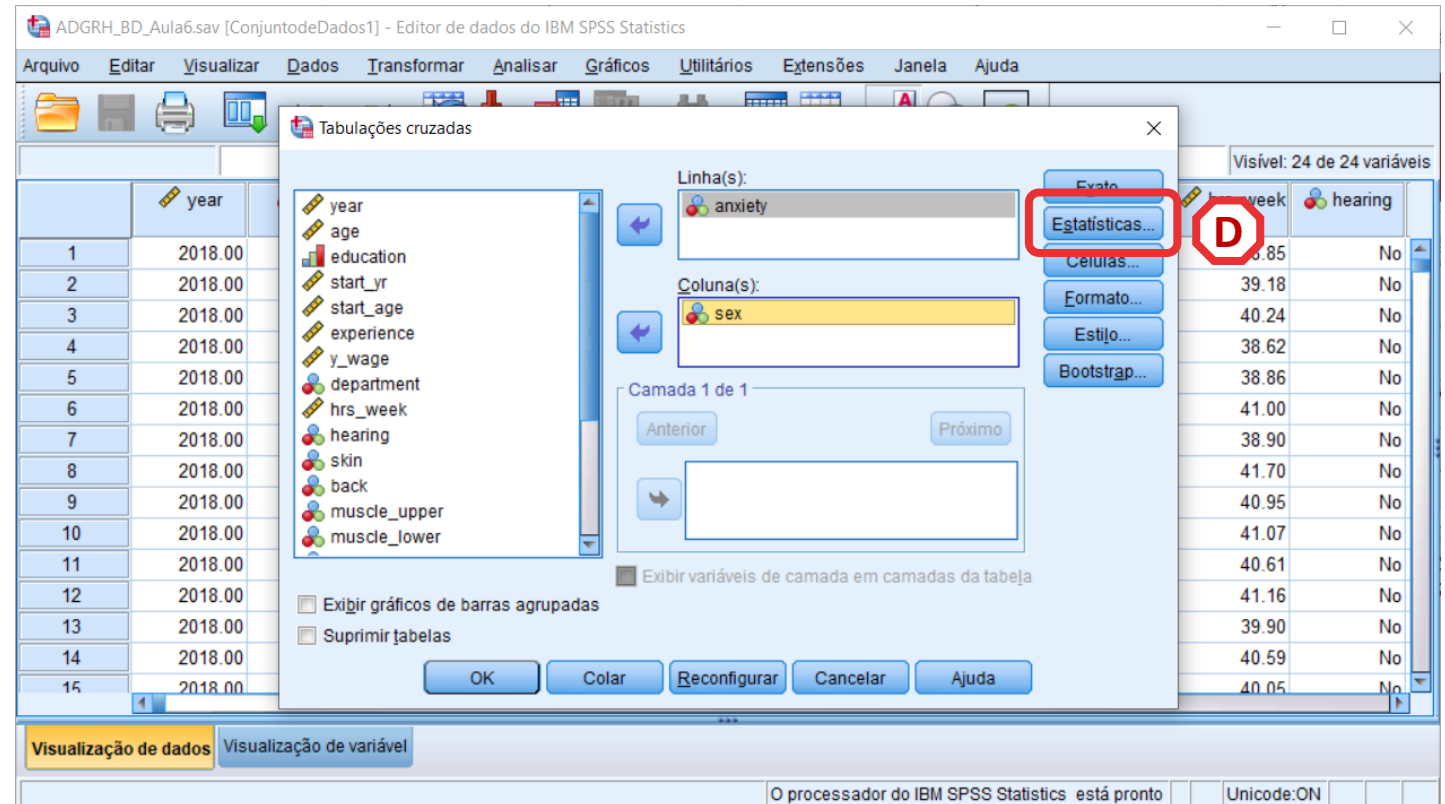 ADGRH_BD_Aula6.sav [ConjuntodeDados1] - Editor de dados do IBM SPSS Statistics
Arquivo Editar Visualizar Dados Transformar Analisar Gráficos Utilitários Extensões Janela Ajuda
Visível: 24 de 24 variáveis
Tabulações cruzadas
year
age
education
start_yr
start_age
experience
y_wage
department
hrs_week
hearing
skin
back
muscle_upper
muscle_lower
Linha(s):
anxiety
Coluna(s):
sex
Camada 1 de 1
Anterior Próximo
Exibir variáveis de camada em camadas da tabela
Exibir gráficos de barras agrupadas
Suprimir tabelas
Exato...
Estatísticas...
Células...
Formato...
Estilo...
Bootstrap...
D
OK Colar Reconfigurar Cancelar Ajuda
year hearing
1 2018.00 No
2 2018.00 39.18 No
3 2018.00 40.24 No
4 2018.00 38.62 No
5 2018.00 38.86 No
6 2018.00 41.00 No
7 2018.00 38.90 No
8 2018.00 41.70 No
9 2018.00 40.95 No
10 2018.00 41.07 No
11 2018.00 40.61 No
12 2018.00 41.16 No
13 2018.00 39.90 No
14 2018.00 40.59 No
15 2018.00 40.05 No
Visualização de dados Visualização de variável
O processador do IBM SPSS Statistics está pronto Unicode:ON